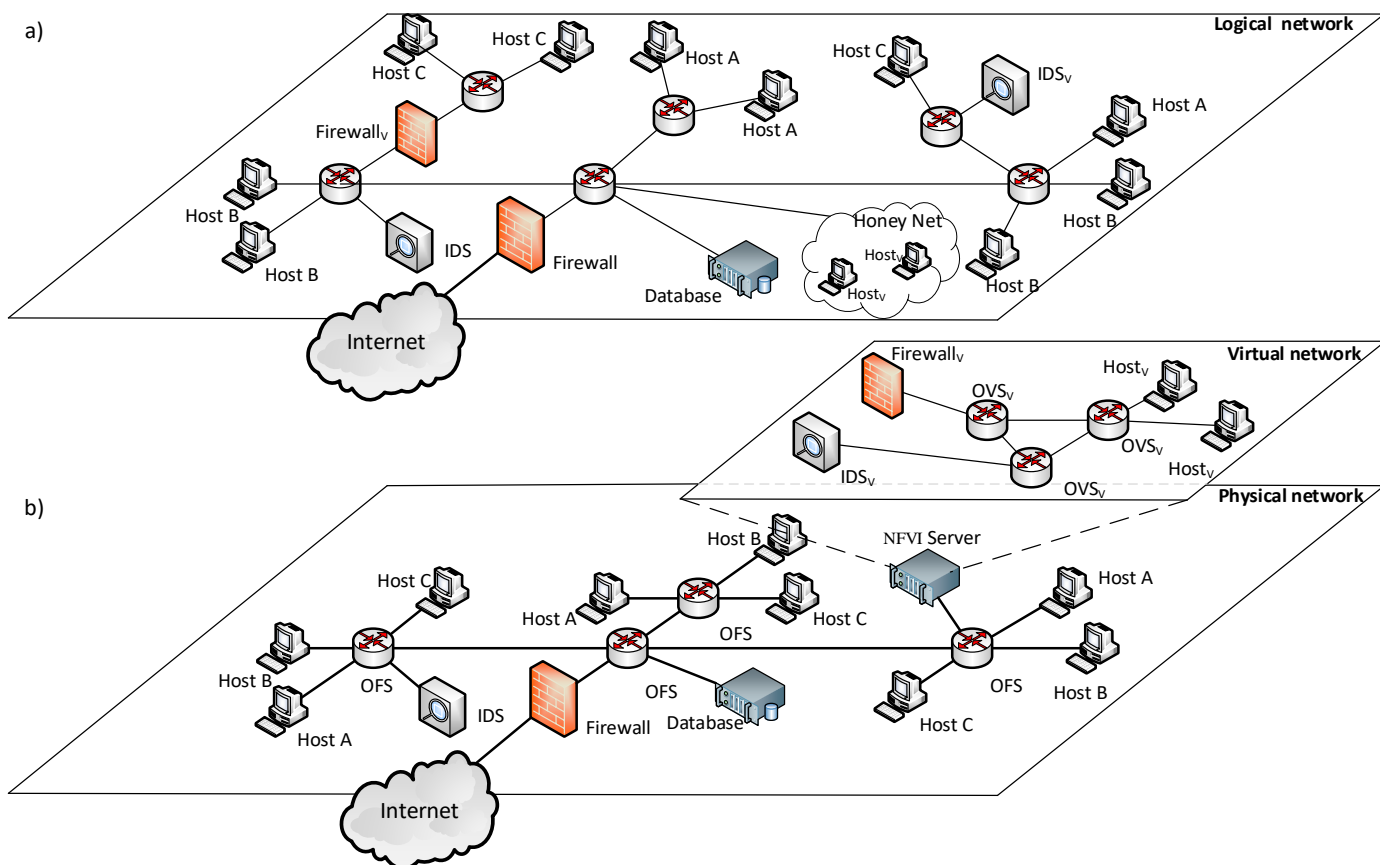 a)
Logical network
Host C
Host C
Host A
Host C
IDSV
Host A
Host A
FirewallV
Host B
Host B
Host B
IDS
Firewall
Honey Net
HostV
HostV
Host B
Database
Internet
Virtual network
FirewallV
OVSV
HostV
OVSV
HostV
IDSV
OVSV
b)
Physical network
Host B
NFVI Server
Host C
Host A
Host A
Host C
OFS
Host B
OFS
OFS
OFS
Host B
Host A
IDS
Firewall
Database
Host C
Internet